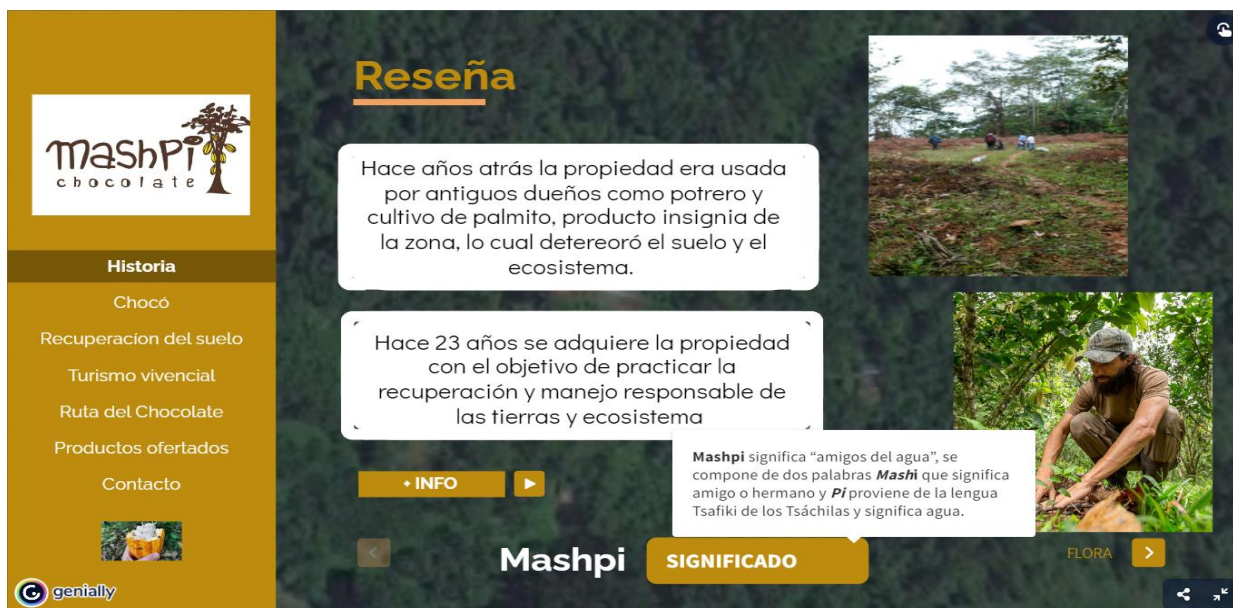 mashpi
chocolate
Historia
Chocó
Recuperacíon del suelo
Turismo vivencial
Ruta del Chocolate
Productos ofertados
Contacto
genially
Reseña
Hace años atrás la propiedad era usada
por antiguos dueños como potrero y
cultivo de palmito, producto insignia de
la zona, lo cual detereoró el suelo y el
ecosistema.
Hace 23 años se adquiere la propiedad
con el objetivo de practicar la
recuperación y manejo responsable de
las tierras y ecosistema
+ INFO
Mashpi significa “amigos del agua”, se
compone de dos palabras Mashi que significa
amigo o hermano y Pi proviene de la lengua
Tsafiki de los Tsáchilas y significa agua.
Mashpi
SIGNIFICADO
FLORA